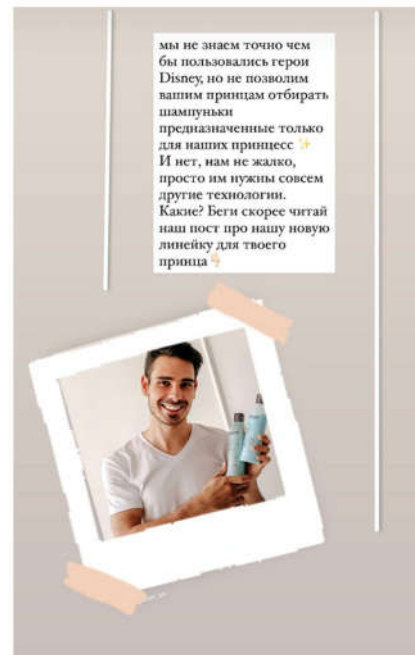 мы не знаем точно чем
бы пользовались герои
Disney, но не позволим
вашим принцам отбирать
шампуньки
предназначенные только
для наших принцесс ✨
И нет, нам не жалко,
просто им нужны совсем
другие технологии.
Какие? Беги скорее читай
наш пост про нашу новую
линейку для твоего
принца 👇🏻